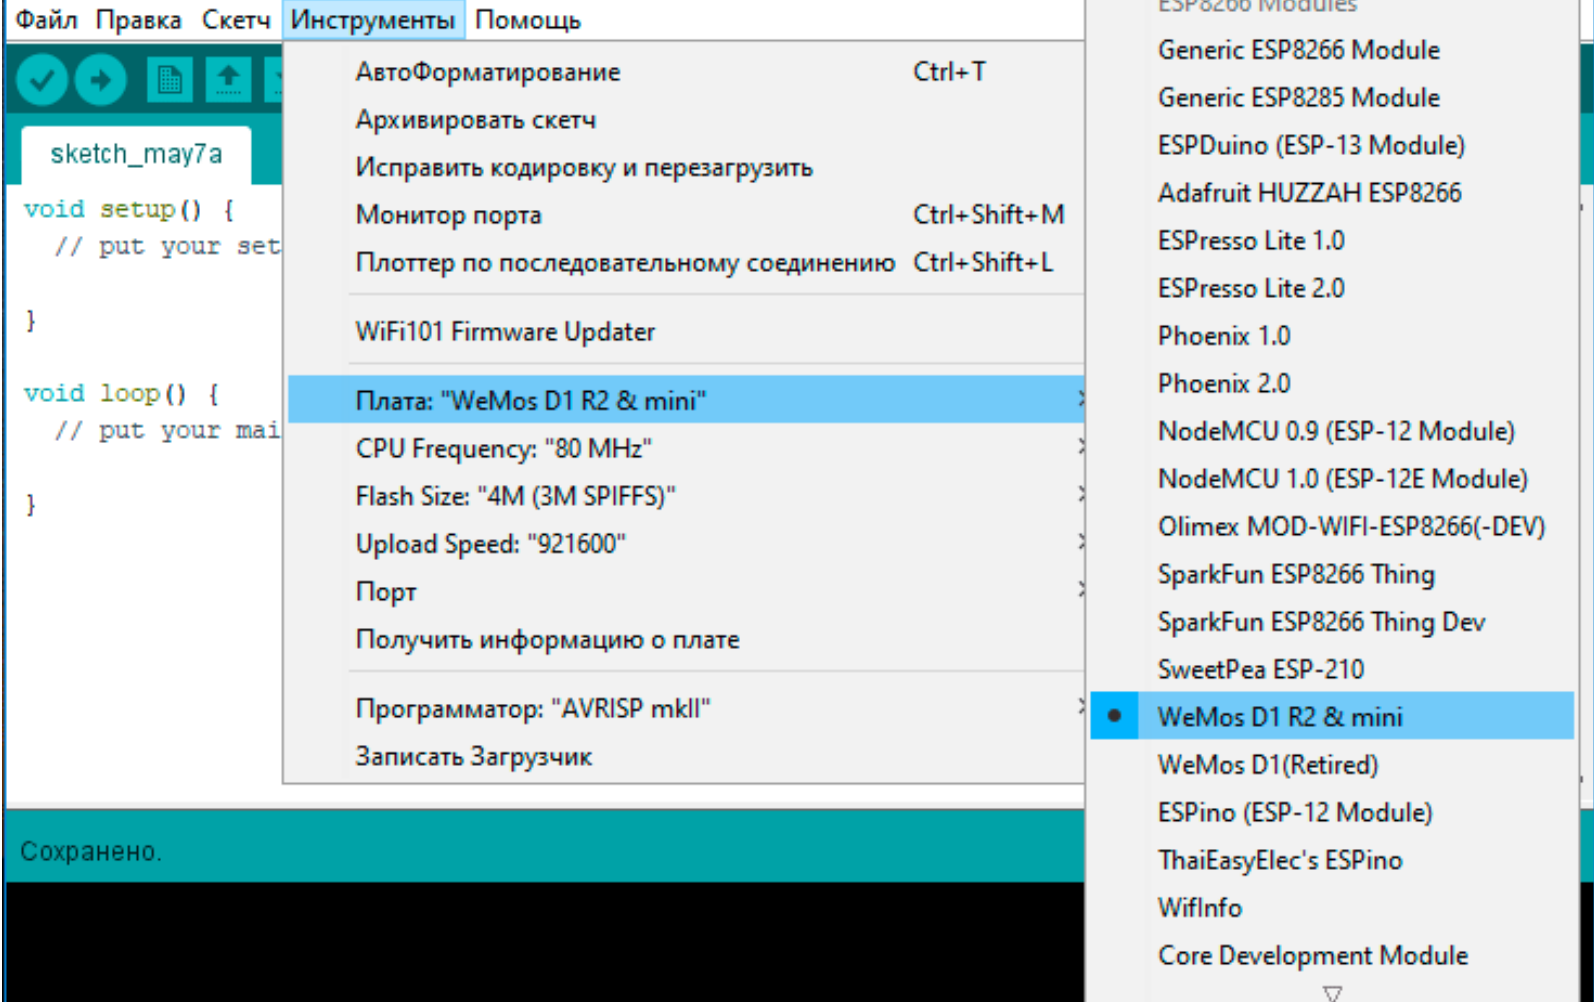 Файл Правка Скетч Инструменты Помощь
sketch_may7a
void setup() {
// put your set
}
void loop() {
// put your mai
}
Сохранено.
АвтоФорматирование Ctrl+T
Архивировать скетч
Исправить кодировку и перезагрузить
Монитор порта Ctrl+Shift+M
Плоттер по последовательному соединению Ctrl+Shift+L
WiFi101 Firmware Updater
Плата: "WeMos D1 R2 & mini"
CPU Frequency: "80 MHz"
Flash Size: "4M (3M SPIFFS)"
Upload Speed: "921600"
Порт
Получить информацию о плате
Программатор: "AVRISP mkII"
Записать Загрузчик
ESP8266 Modules
Generic ESP8266 Module
Generic ESP8285 Module
ESPDuino (ESP-13 Module)
Adafruit HUZZAH ESP8266
ESPresso Lite 1.0
ESPresso Lite 2.0
Phoenix 1.0
Phoenix 2.0
NodeMCU 0.9 (ESP-12 Module)
NodeMCU 1.0 (ESP-12E Module)
Olimex MOD-WIFI-ESP8266(-DEV)
SparkFun ESP8266 Thing
SparkFun ESP8266 Thing Dev
SweetPea ESP-210
WeMos D1 R2 & mini
WeMos D1(Retired)
ESPino (ESP-12 Module)
ThaiEasyElec's ESPino
WifInfo
Core Development Module